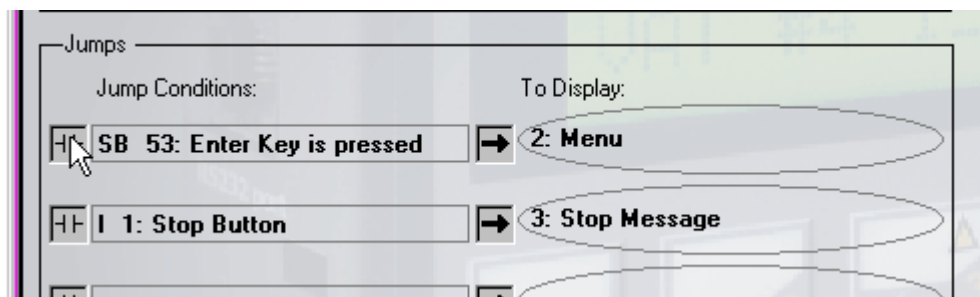 Jumps
Jump Conditions: To Display:
SB 53: Enter Key is pressed 2: Menu
I 1: Stop Button 3: Stop Message